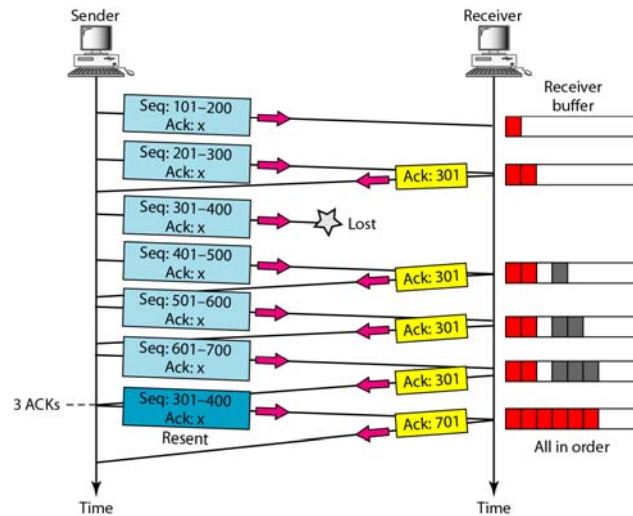 Sender
Receiver
Receiver
buffer
Seq: 101–200
Ack: x
Seq: 201–300
Ack: x
Ack: 301
Seq: 301–400
Ack: x
Lost
Seq: 401–500
Ack: x
Ack: 301
Seq: 501–600
Ack: x
Ack: 301
Seq: 601–700
Ack: x
Ack: 301
3 ACKs
Seq: 301–400
Ack: x
Resent
Ack: 701
All in order
Time
Time